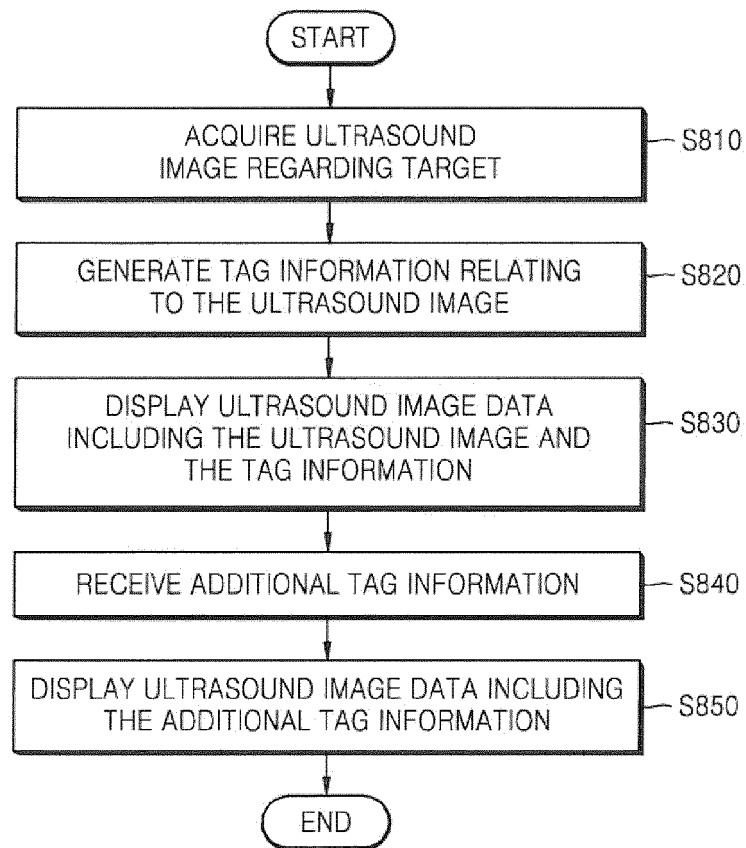 START
ACQUIRE ULTRASOUND
IMAGE REGARDING TARGET
S810
GENERATE TAG INFORMATION RELATING
TO THE ULTRASOUND IMAGE
S820
DISPLAY ULTRASOUND IMAGE DATA
INCLUDING THE ULTRASOUND IMAGE AND
THE TAG INFORMATION
S830
RECEIVE ADDITIONAL TAG INFORMATION
S840
DISPLAY ULTRASOUND IMAGE DATA INCLUDING
THE ADDITIONAL TAG INFORMATION
S850
END